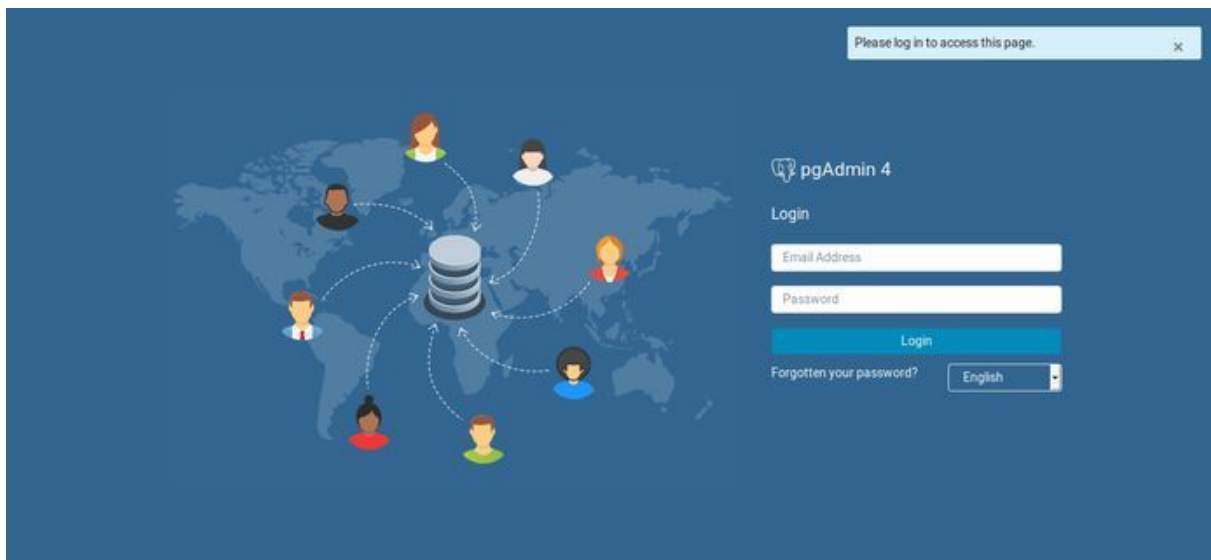 Please log in to access this page.
×
pgAdmin 4
Login
Email Address
Password
Login
Forgotten your password?
English